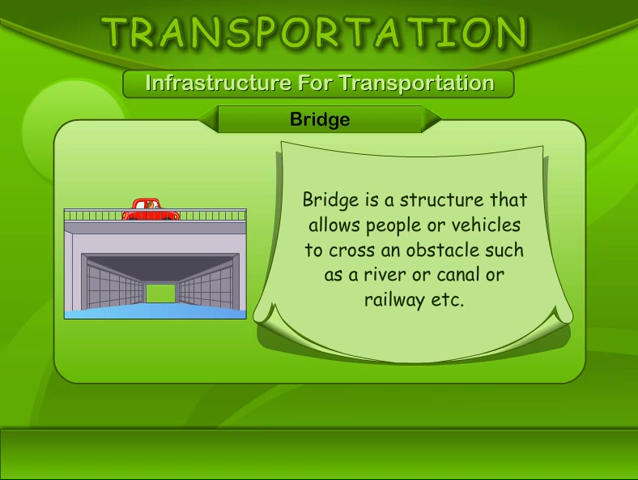 TRANSPORTATION
Infrastructure For Transportation
Bridge
Bridge is a structure that
allows people or vehicles
to cross an obstacle such
as a river or canal or
railway etc.